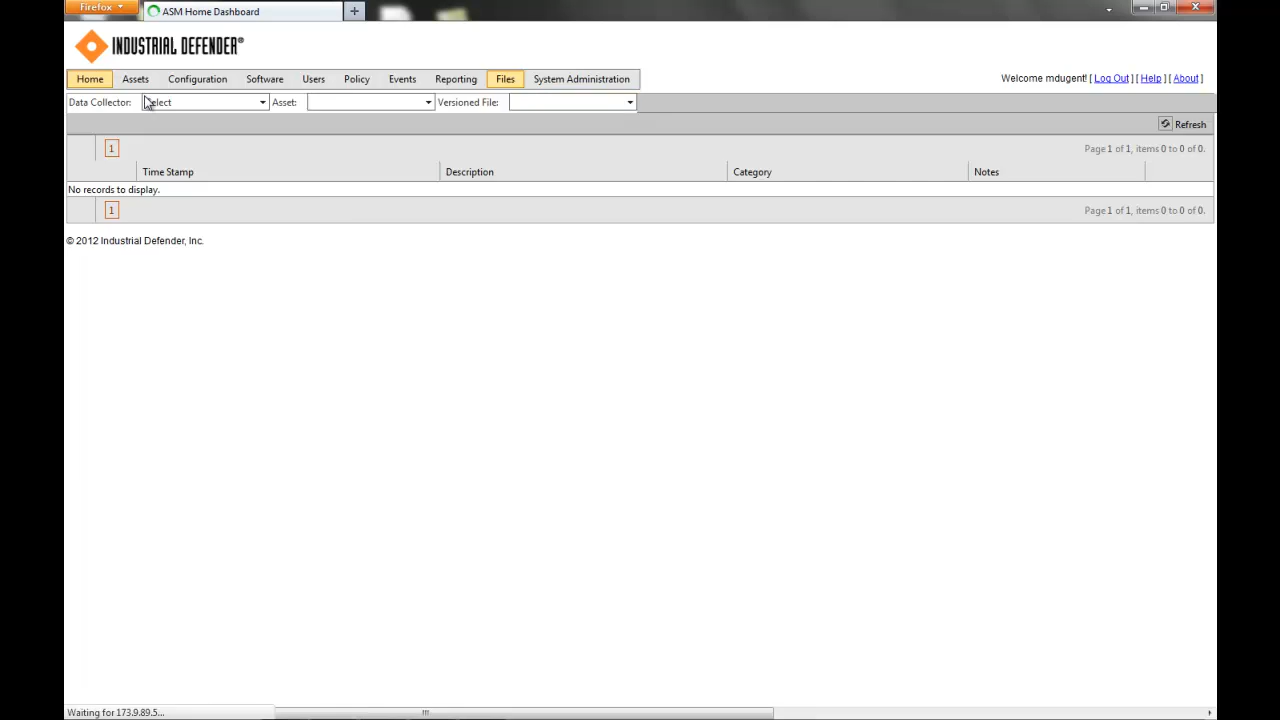 Firefox
ASM Home Dashboard
INDUSTRIAL DEFENDER®
Home Assets Configuration Software Users Policy Events Reporting Files System Administration
Welcome mdugent! [ Log Out ] [ Help ] [ About ]
Data Collector: Asset: Versioned File:
Refresh
1 Page 1 of 1, items 0 to 0 of 0.
Time Stamp Description Category Notes
No records to display.
1 Page 1 of 1, items 0 to 0 of 0.
© 2012 Industrial Defender, Inc.
Waiting for 173.9.89.5...